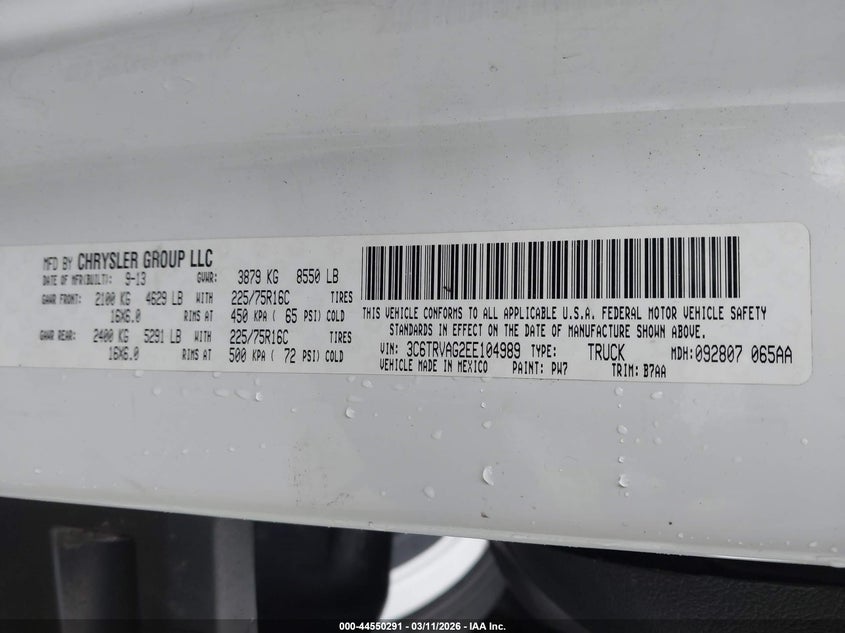 MFD BY CHRYSLER GROUP LLC
DATE OF MFR(BUILT): 9-13 GVWR: 3879 KG 8550 LB
GAWR FRONT: 2100 KG 4629 LB WITH 225/75R16C TIRES
16X6.0 RIMS AT 450 KPA ( 65 PSI) COLD
GAWR REAR: 2400 KG 5291 LB WITH 225/75R16C TIRES
16X6.0 RIMS AT 500 KPA ( 72 PSI) COLD
THIS VEHICLE CONFORMS TO ALL APPLICABLE U.S.A. FEDERAL MOTOR VEHICLE SAFETY
STANDARDS IN EFFECT ON THE DATE OF MANUFACTURE SHOWN ABOVE.
VIN: 3C6TRVAG2EE104989 TYPE: TRUCK MDH:092807 065AA
VEHICLE MADE IN MEXICO PAINT: PW7 TRIM: B7AA
000-44550291 - 03/11/2026 - IAA Inc.